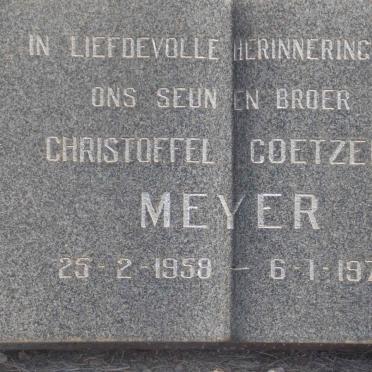 IN LIEFDEVOLLE HERINNERING
ONS SEUN EN BROER
CHRISTOFFEL COETZE
MEYER
25-2-1958 - 6-1-197